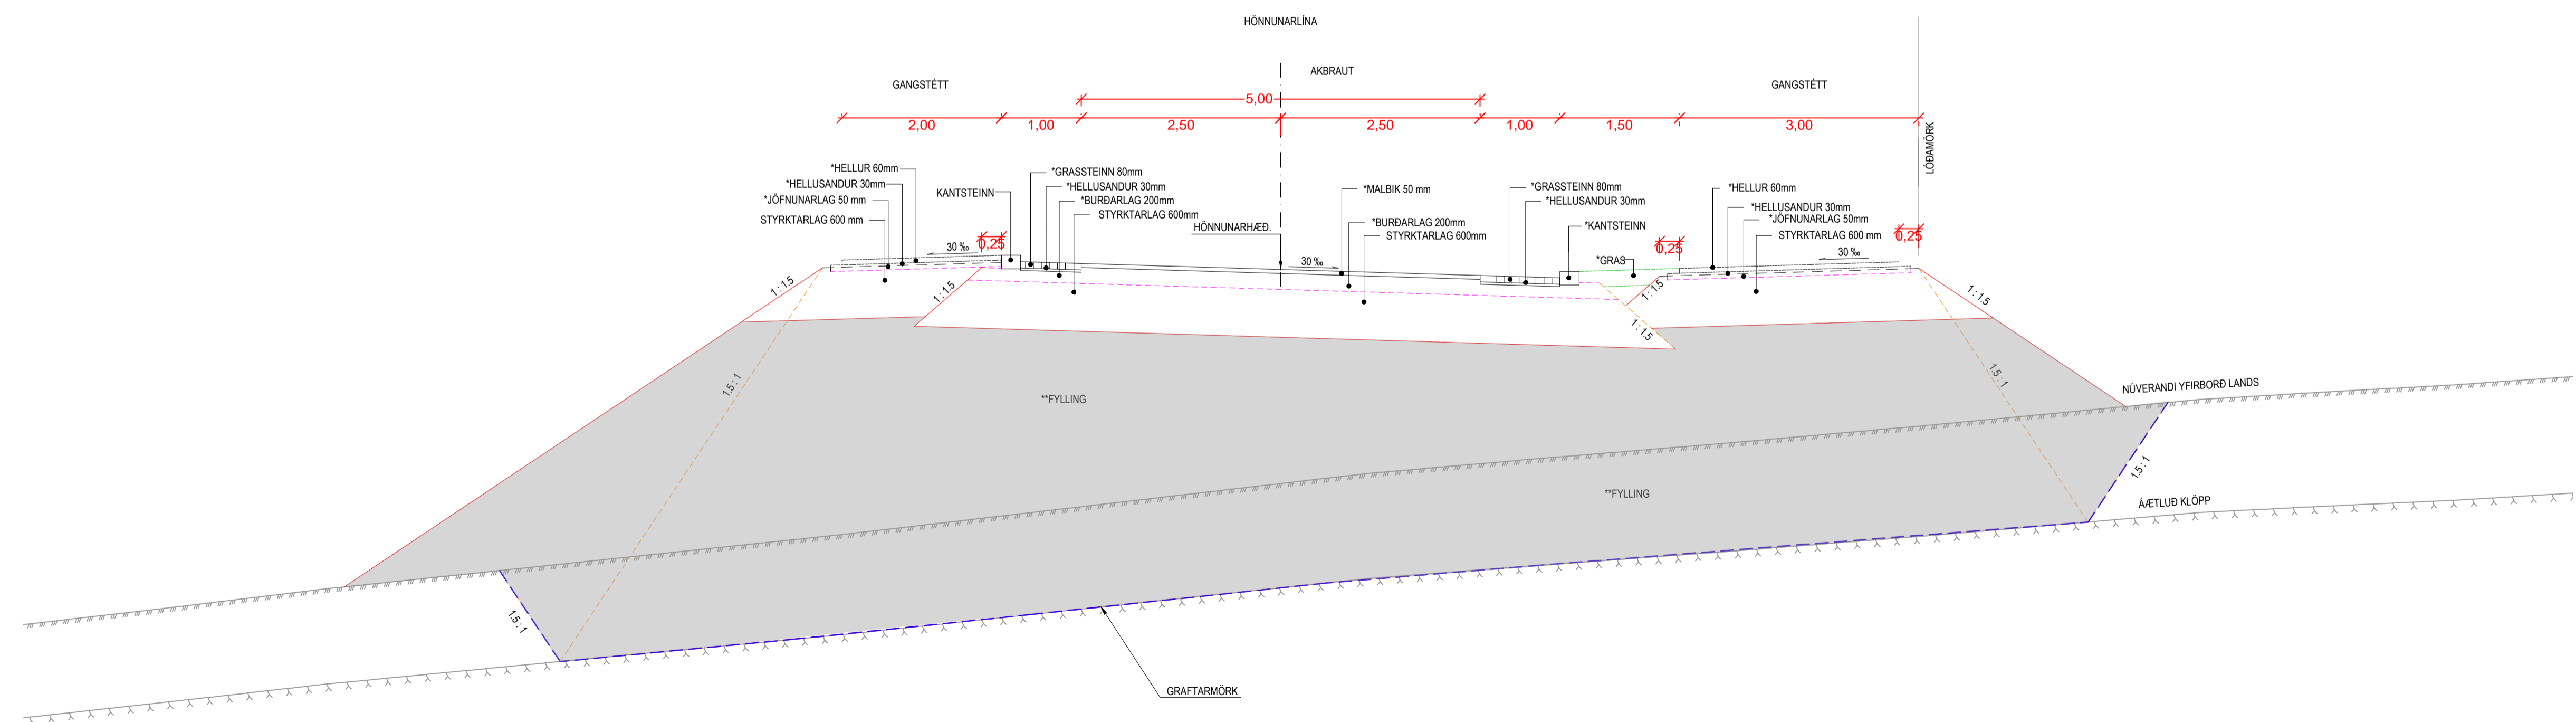 HÖNNUNARLÍNA
GANGSTÉTT
AKBRAUT
GANGSTÉTT
5,00
2,00
1,00
2,50
2,50
1,00
1,50
3,00
LÓÐAMÖRK
*HELLUR 60mm
*HELLUSANDUR 30mm
*JÖFNUNARLAG 50 mm
STYRKTARLAG 600 mm
KANTSTEINN
*GRASSTEINN 80mm
*HELLUSANDUR 30mm
*BURÐARLAG 200mm
STYRKTARLAG 600mm
HÖNNUNARHÆÐ.
*MALBIK 50 mm
*BURÐARLAG 200mm
STYRKTARLAG 600mm
*GRASSTEINN 80mm
*HELLUSANDUR 30mm
*KANTSTEINN
*GRAS
*HELLUR 60mm
*HELLUSANDUR 30mm
*JÖFNUNARLAG 50mm
STYRKTARLAG 600 mm
30 ‰
0,25
30 ‰
0,25
30 ‰
0,25
1 : 1.5
1 : 1.5
1 : 1.5
1 : 1.5
1 : 1.5
1.5 : 1
1.5 : 1
**FYLLING
NÚVERANDI YFIRBORÐ LANDS
**FYLLING
1.5 : 1
ÁÆTLUÐ KLÖPP
1.5 : 1
GRAFTARMÖRK